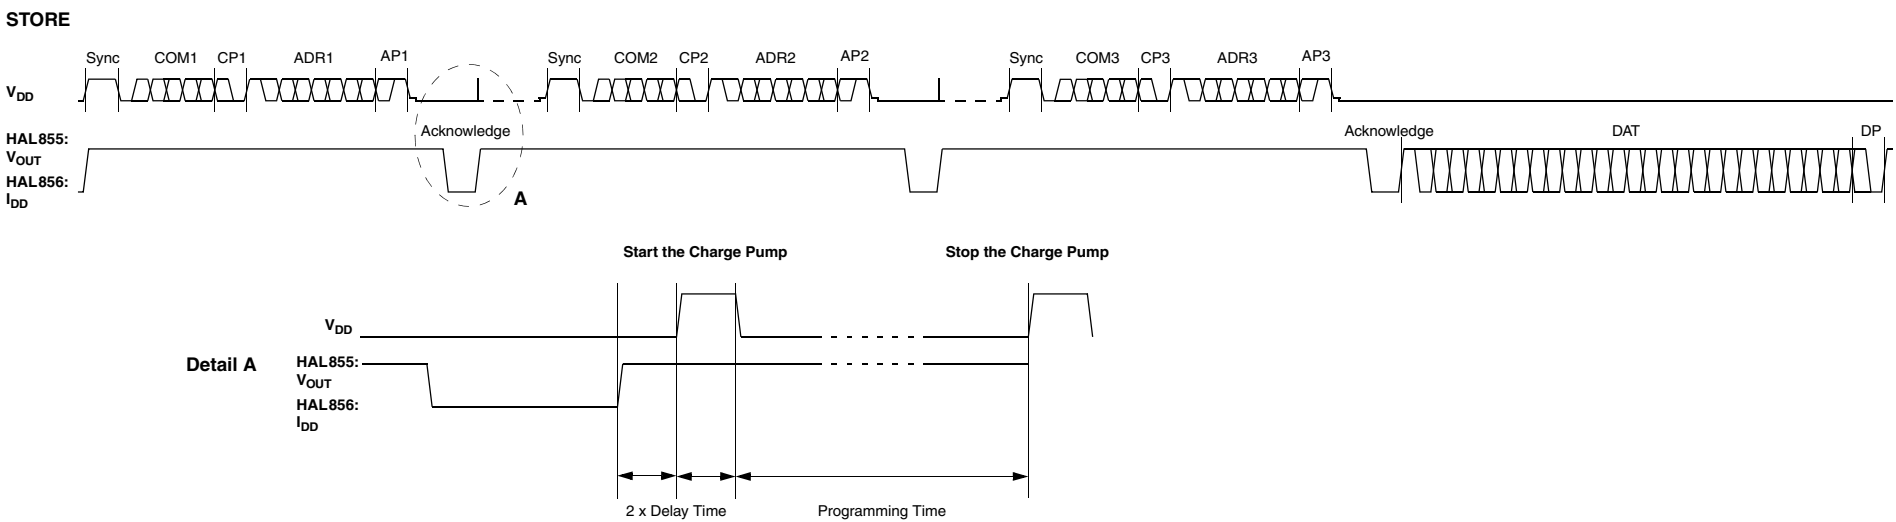 STORE
Sync COM1 CP1 ADR1 AP1 Sync COM2 CP2 ADR2 AP2 Sync COM3 CP3 ADR3 AP3
VDD
Acknowledge Acknowledge DAT DP
HAL855:
VOUT
HAL856:
IDD
A
Start the Charge Pump Stop the Charge Pump
VDD
Detail A
HAL855:
VOUT
HAL856:
IDD
2 x Delay Time Programming Time